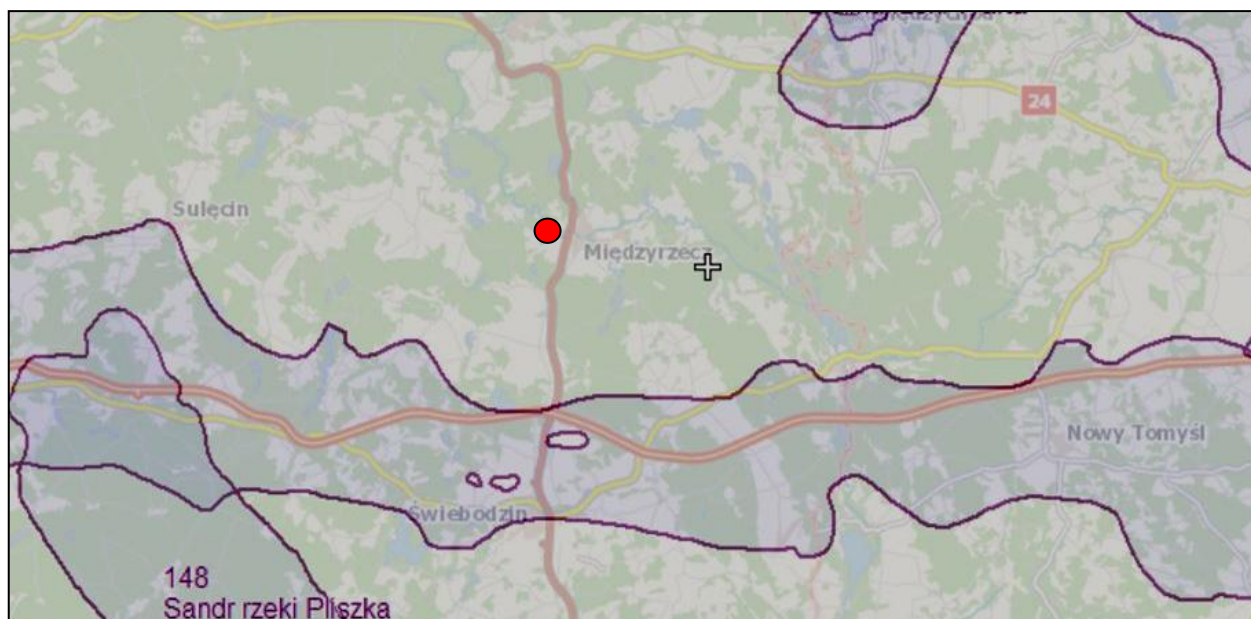 24
Sulęcin
Międzyrzecz
Nowy Tomyśl
Świebodzin
148
Sandr rzeki Pliszka